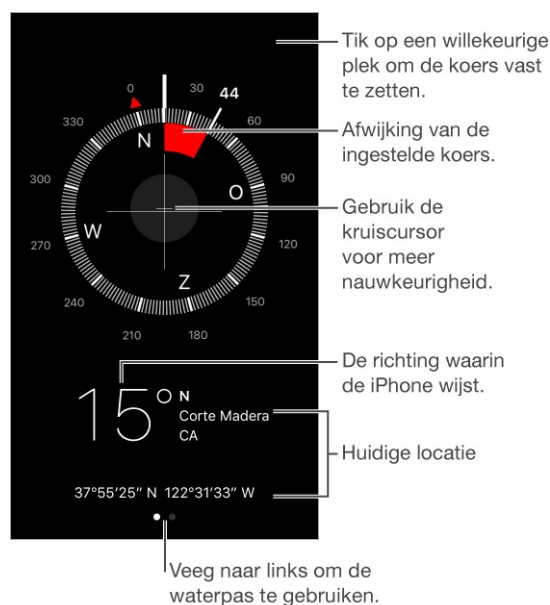 Tik op een willekeurige
plek om de koers vast
te zetten.
0
30
44
330
60
N
Afwijking van de
ingestelde koers.
300
90
O
Gebruik de
kruiscursor
voor meer
nauwkeurigheid.
W
270
120
Z
240
150
210
180
De richting waarin
de iPhone wijst.
15° N
Corte Madera
CA
Huidige locatie
37°55’25” N 122°31’33” W
Veeg naar links om de
waterpas te gebruiken.